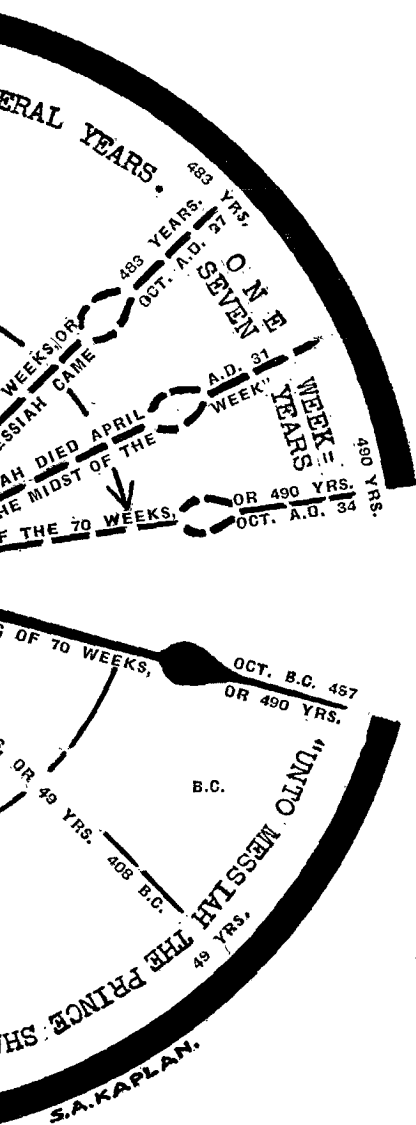 ERAL YEARS.
483 YRS,
WEEKS, OR 483 YEARS.
ESSIAH CAME OCT. A.D. 27
ONE
SEVEN
WEEK=
YEARS
AH DIED APRIL A.D. 31
HE MIDST OF THE WEEK"
490 YRS.
F THE 70 WEEKS, OR 490 YRS.
OCT. A.D. 34
G OF 70 WEEKS, OCT. B.C. 457
OR 490 YRS.
B.C.
, OR 49 YRS. 408 B.C.
49 YRS,
"UNTO MESSIAH THE PRINCE SHA
S.A.KAPLAN.